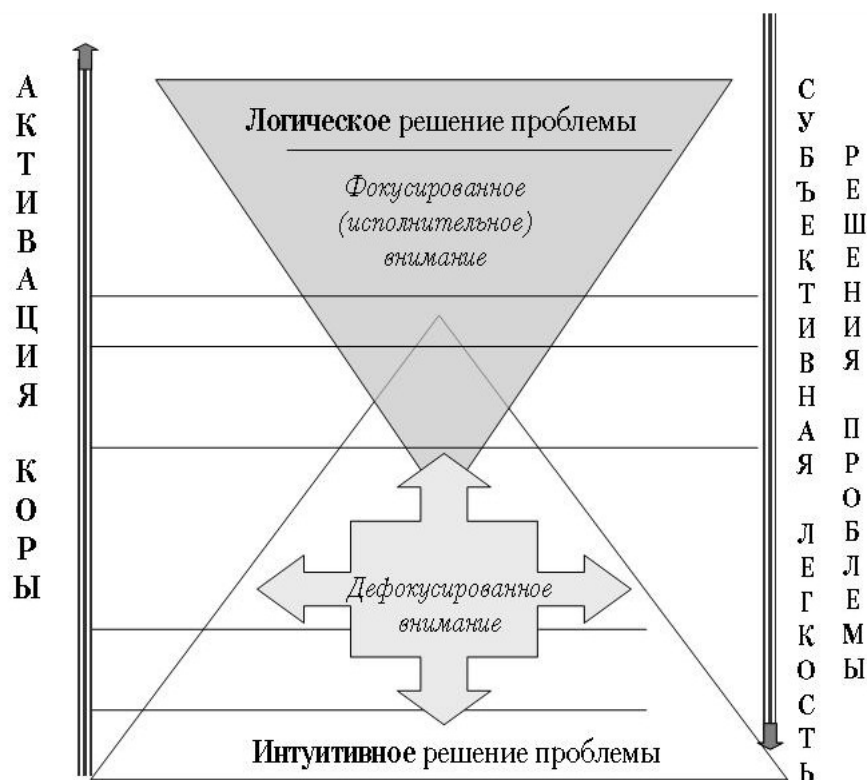 АКТИВАЦИЯ КОРЫ
Логическое решение проблемы
Фокусированное
(исполнительное)
внимание
Дефокусированное
внимание
Интуитивное решение проблемы
СУБЪЕКТИВНАЯ ЛЕГКОСТЬ
РЕШЕНИЯ ПРОБЛЕМЫ